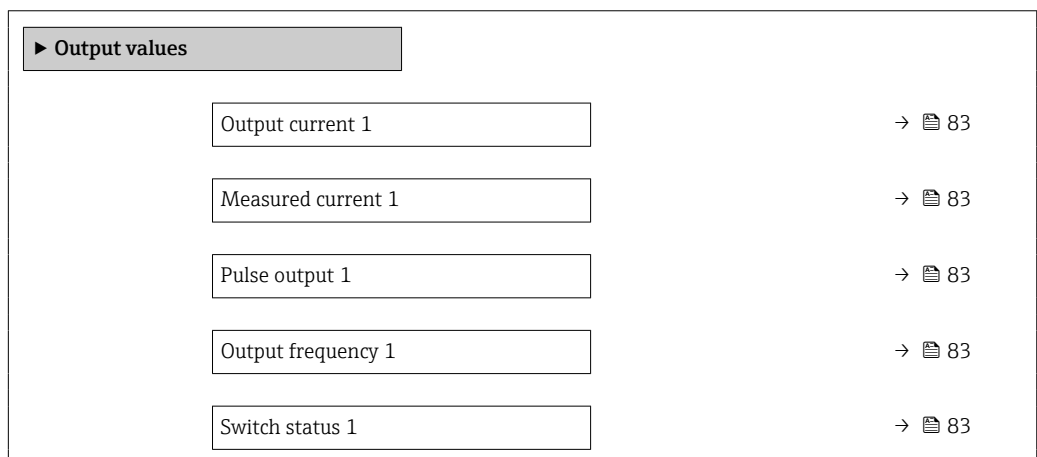 ▶ Output values
Output current 1 → 83
Measured current 1 → 83
Pulse output 1 → 83
Output frequency 1 → 83
Switch status 1 → 83